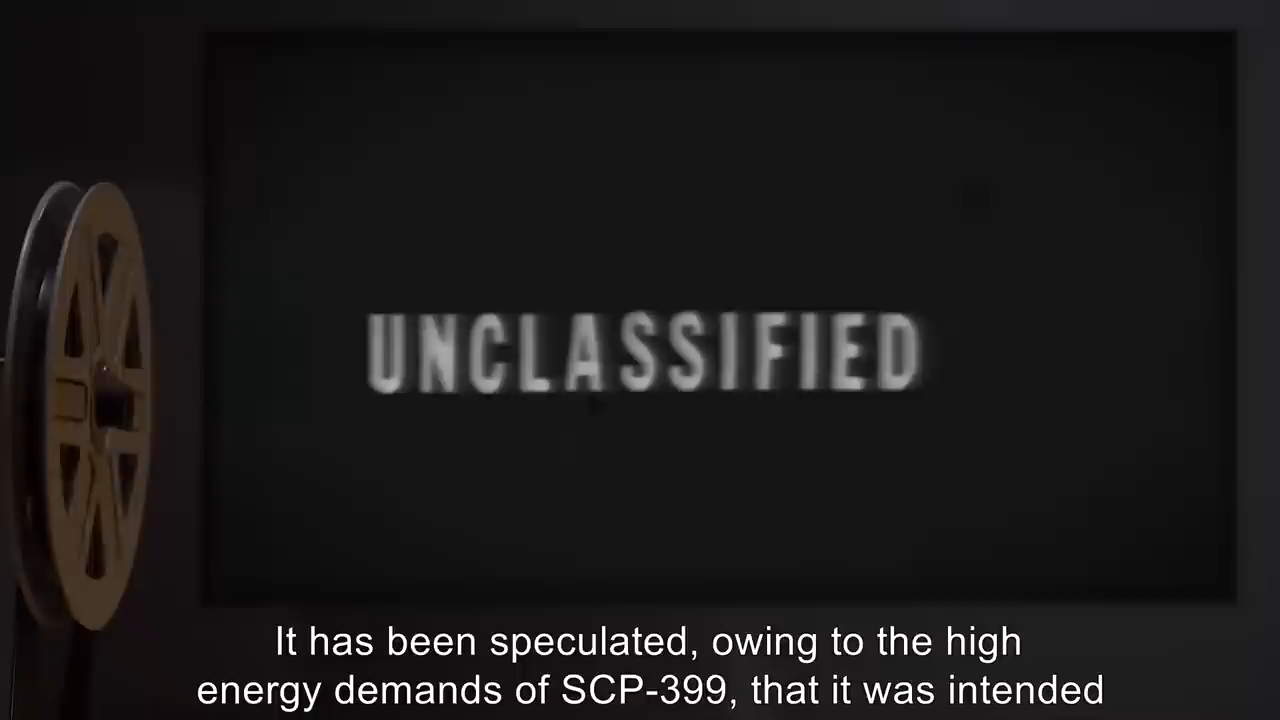 UNCLASSIFIED
It has been speculated, owing to the high
energy demands of SCP-399, that it was intended